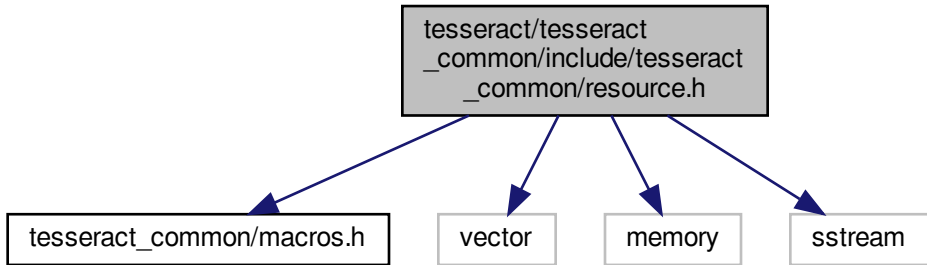 tesseract/tesseract
_common/include/tesseract
_common/resource.h
tesseract_common/macros.h
vector
memory
sstream